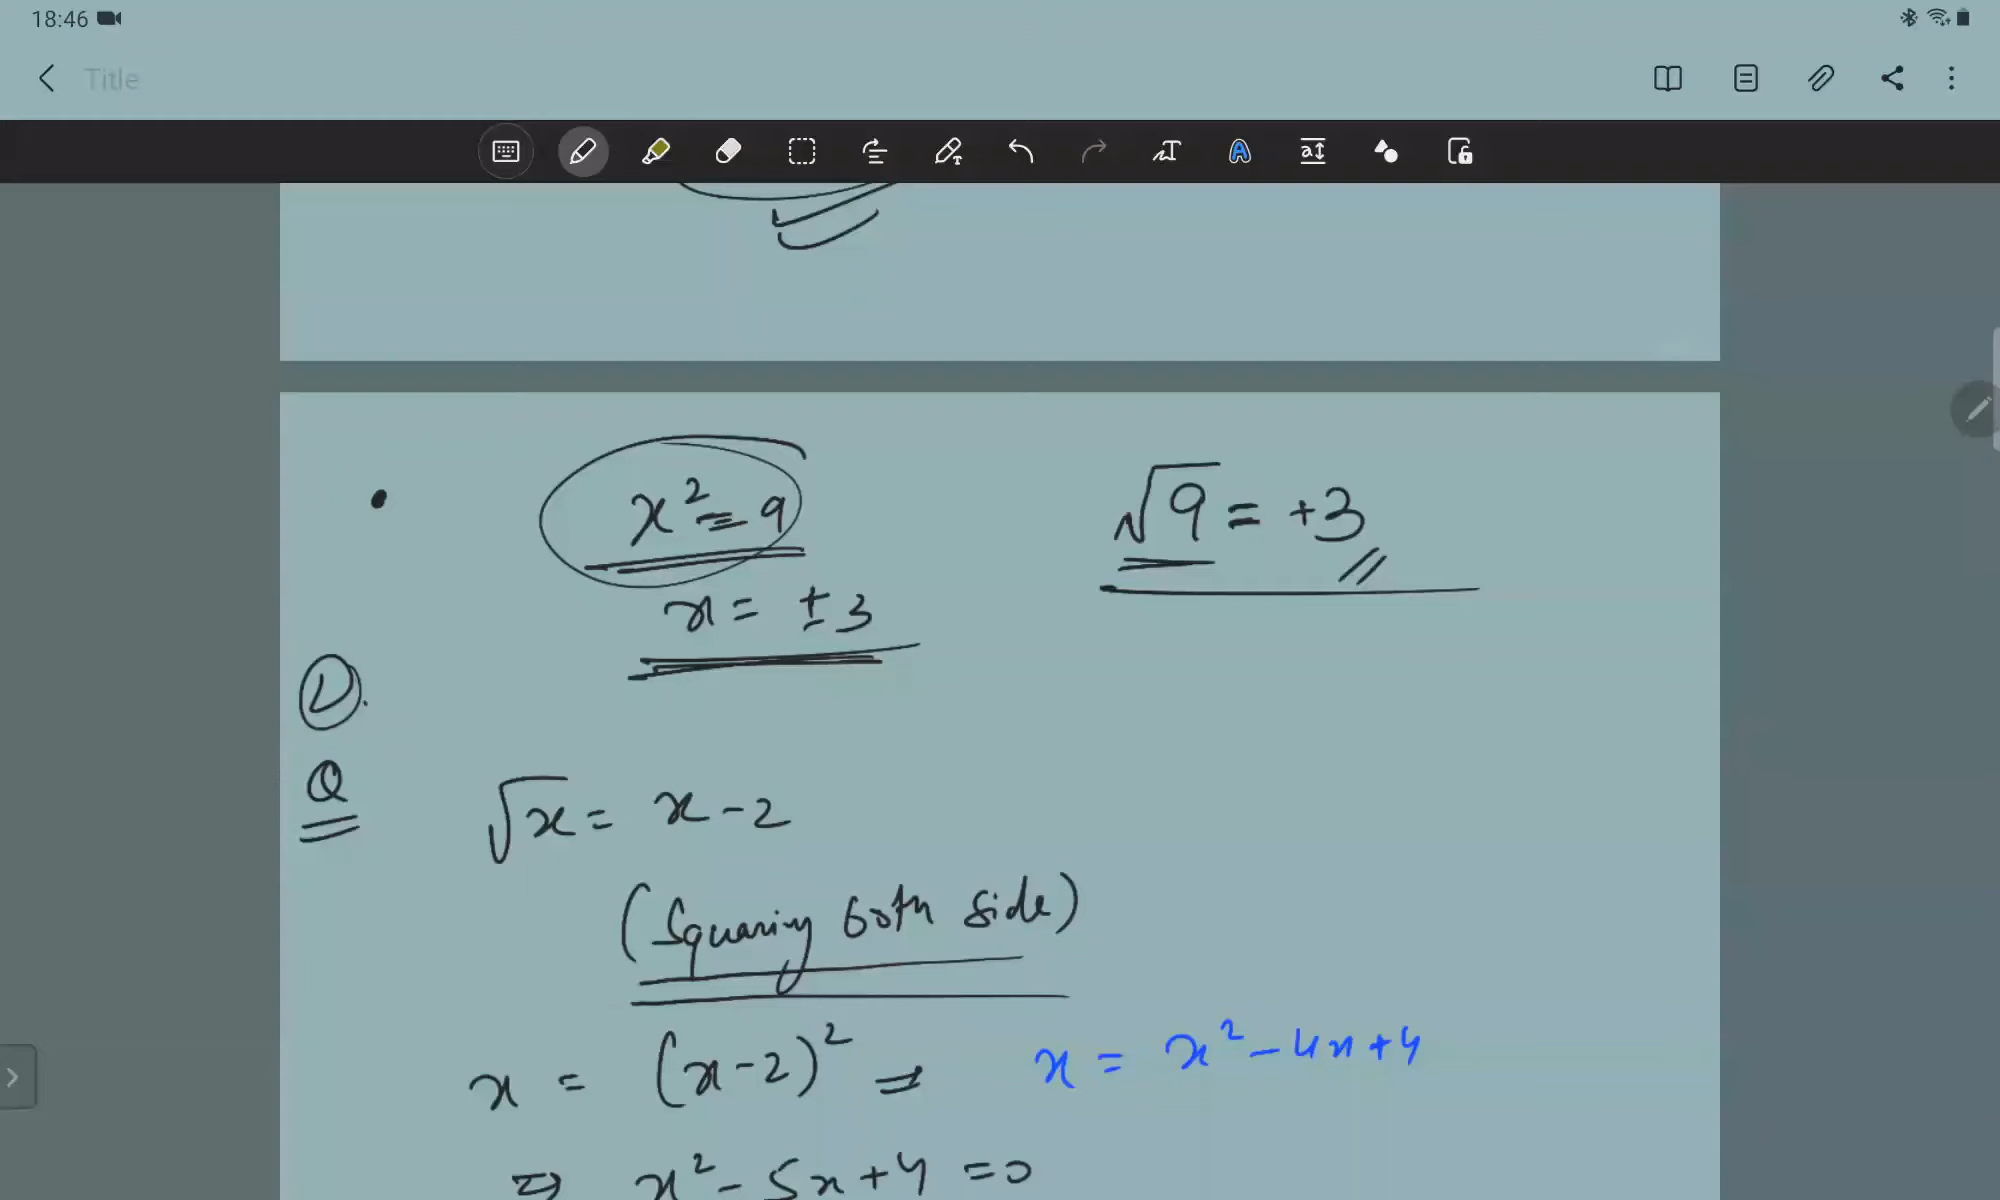 18:46
Title
x² = 9
√9 = +3
x = ±3
①.
Q
√x = x - 2
(Squaring both side)
x = (x-2)² ⇒ x = x² - 4x + 4
⇒ x² - 5x + 4 = 0